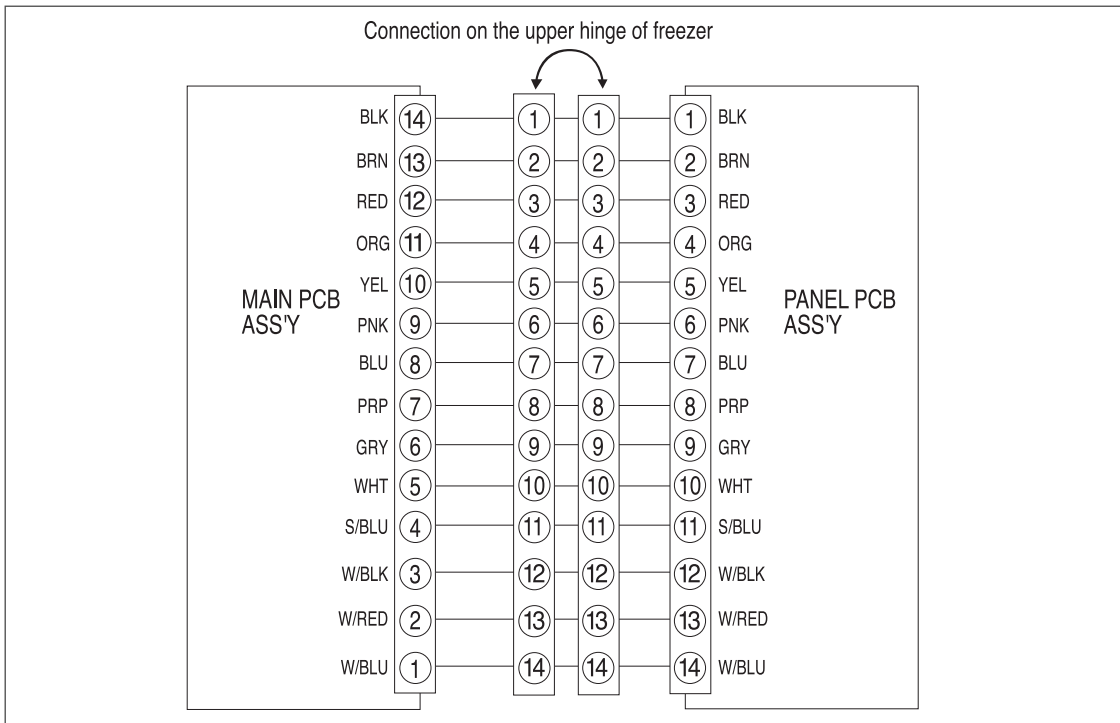 Connection on the upper hinge of freezer
BLK 14 1 1 1 BLK
BRN 13 2 2 2 BRN
RED 12 3 3 3 RED
ORG 11 4 4 4 ORG
YEL 10 5 5 5 YEL
MAIN PCB
ASS'Y
PANEL PCB
ASS'Y
PNK 9 6 6 6 PNK
BLU 8 7 7 7 BLU
PRP 7 8 8 8 PRP
GRY 6 9 9 9 GRY
WHT 5 10 10 10 WHT
S/BLU 4 11 11 11 S/BLU
W/BLK 3 12 12 12 W/BLK
W/RED 2 13 13 13 W/RED
W/BLU 1 14 14 14 W/BLU